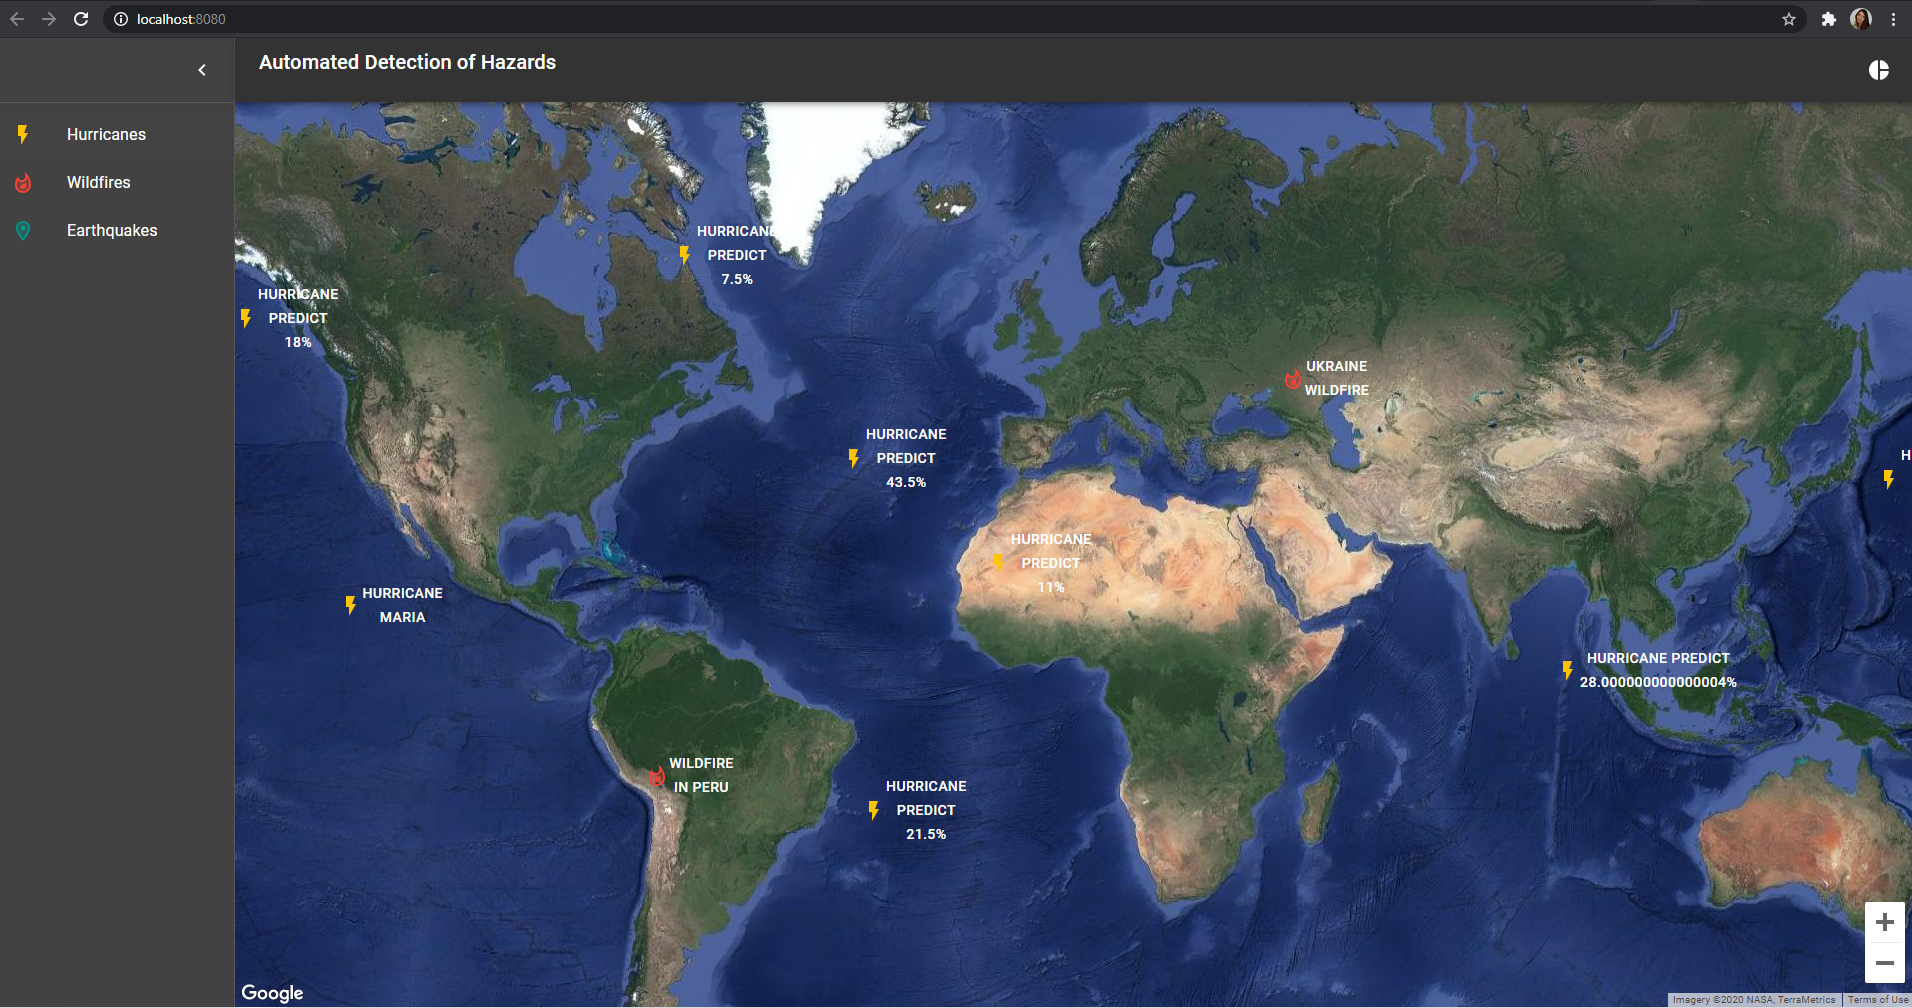 localhost:8080
Automated Detection of Hazards
Hurricanes
Wildfires
Earthquakes
HURRICANE
PREDICT
7.5%
HURRICANE
PREDICT
18%
UKRAINE
WILDFIRE
HURRICANE
PREDICT
43.5%
H
HURRICANE
PREDICT
11%
HURRICANE
MARIA
HURRICANE PREDICT
28.000000000000004%
WILDFIRE
IN PERU
HURRICANE
PREDICT
21.5%
Google
Imagery ©2020 NASA, TerraMetrics
Terms of Use